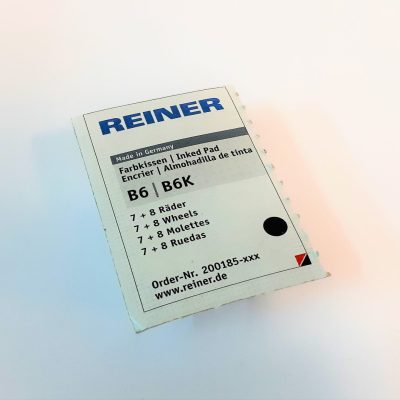 REINER
Made in Germany
Farbkissen | Inked Pad
Encrier | Almohadilla de tinta
B6 | B6K
7 + 8 Räder
7 + 8 Wheels
7 + 8 Molettes
7 + 8 Ruedas
Order-Nr. 200185-xxx
www.reiner.de